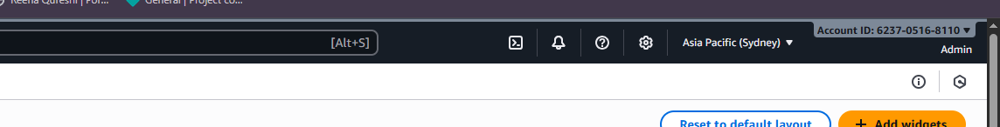 Reena Qureshi | Por...
General | Project co...
[Alt+S]
Asia Pacific (Sydney)
Account ID: 6237-0516-8110
Admin
Reset to default layout
+ Add widgets